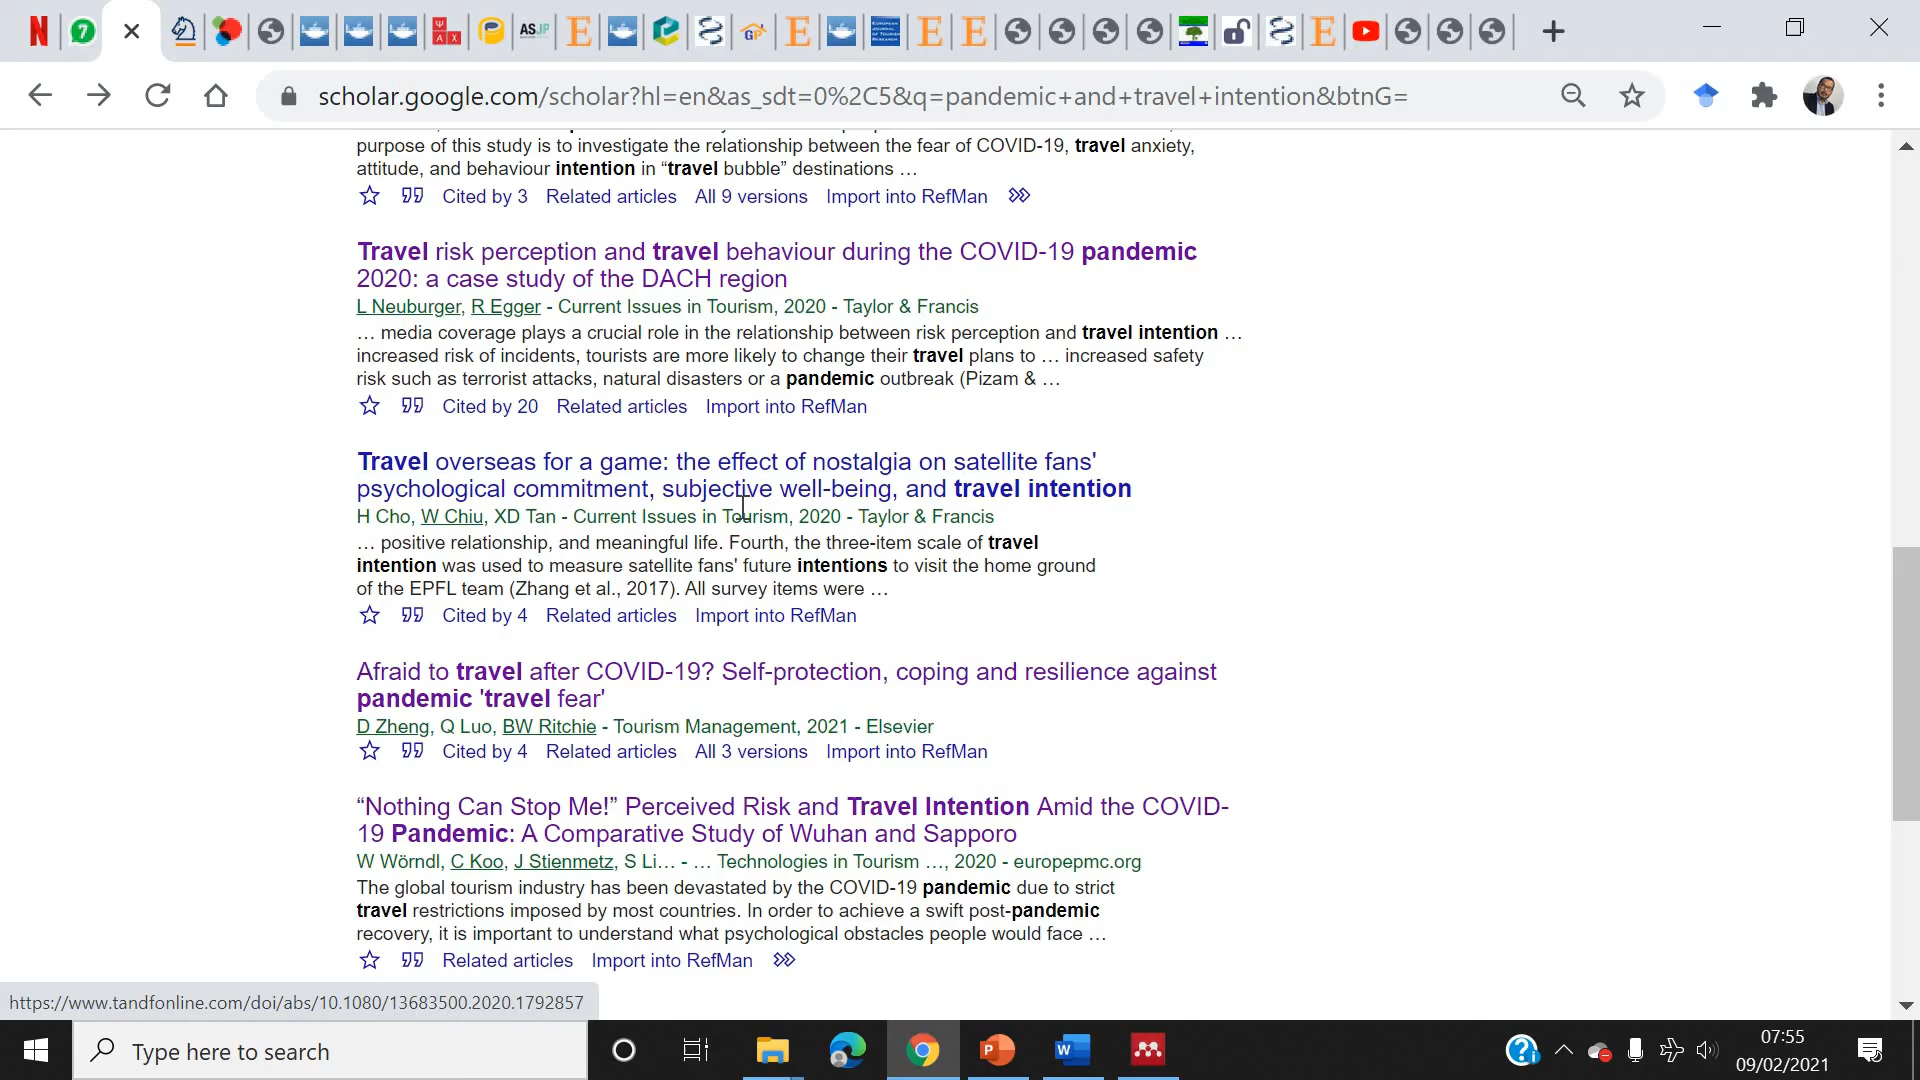 7
ASJP
GP
scholar.google.com/scholar?hl=en&as_sdt=0%2C5&q=pandemic+and+travel+intention&btnG=
purpose of this study is to investigate the relationship between the fear of COVID-19, travel anxiety,
attitude, and behaviour intention in “travel bubble” destinations …
Cited by 3 Related articles All 9 versions Import into RefMan
Travel risk perception and travel behaviour during the COVID-19 pandemic
2020: a case study of the DACH region
L Neuburger, R Egger - Current Issues in Tourism, 2020 - Taylor & Francis
… media coverage plays a crucial role in the relationship between risk perception and travel intention …
increased risk of incidents, tourists are more likely to change their travel plans to … increased safety
risk such as terrorist attacks, natural disasters or a pandemic outbreak (Pizam & …
Cited by 20 Related articles Import into RefMan
Travel overseas for a game: the effect of nostalgia on satellite fans'
psychological commitment, subjective well-being, and travel intention
H Cho, W Chiu, XD Tan - Current Issues in Tourism, 2020 - Taylor & Francis
… positive relationship, and meaningful life. Fourth, the three-item scale of travel
intention was used to measure satellite fans' future intentions to visit the home ground
of the EPFL team (Zhang et al., 2017). All survey items were …
Cited by 4 Related articles Import into RefMan
Afraid to travel after COVID-19? Self-protection, coping and resilience against
pandemic 'travel fear'
D Zheng, Q Luo, BW Ritchie - Tourism Management, 2021 - Elsevier
Cited by 4 Related articles All 3 versions Import into RefMan
“Nothing Can Stop Me!” Perceived Risk and Travel Intention Amid the COVID-
19 Pandemic: A Comparative Study of Wuhan and Sapporo
W Wörndl, C Koo, J Stienmetz, S Li… - … Technologies in Tourism …, 2020 - europepmc.org
The global tourism industry has been devastated by the COVID-19 pandemic due to strict
travel restrictions imposed by most countries. In order to achieve a swift post-pandemic
recovery, it is important to understand what psychological obstacles people would face …
Related articles Import into RefMan
https://www.tandfonline.com/doi/abs/10.1080/13683500.2020.1792857
Type here to search
07:55
09/02/2021